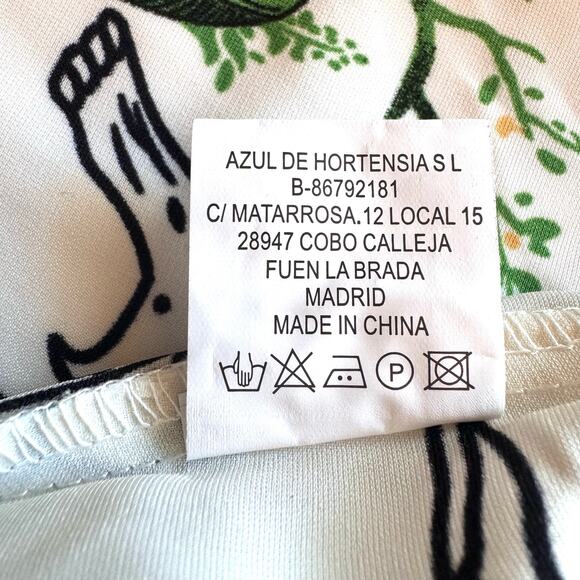 AZUL DE HORTENSIA S L
B-86792181
C/ MATARROSA.12 LOCAL 15
28947 COBO CALLEJA
FUEN LA BRADA
MADRID
MADE IN CHINA
P